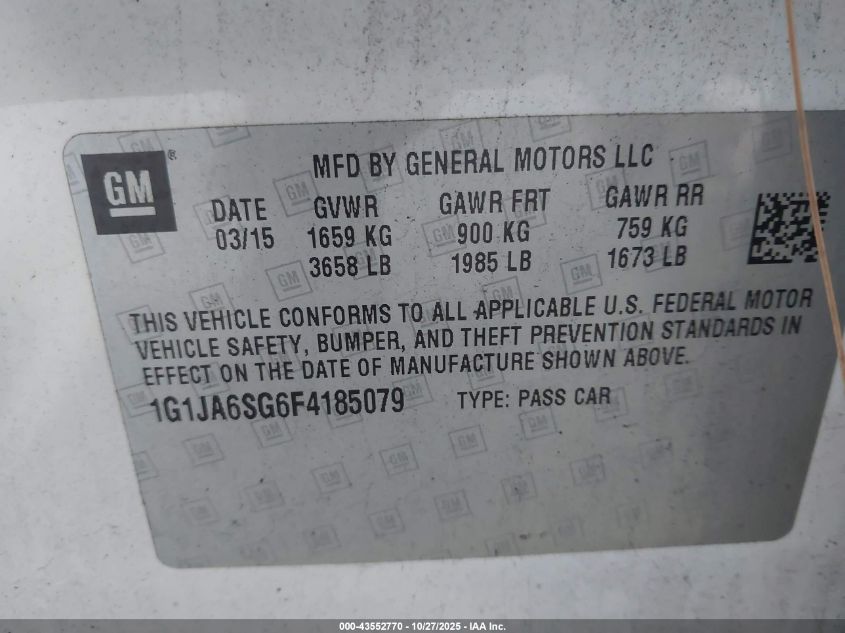 GM®
MFD BY GENERAL MOTORS LLC
DATE GVWR GAWR FRT GAWR RR
03/15 1659 KG 900 KG 759 KG
3658 LB 1985 LB 1673 LB
THIS VEHICLE CONFORMS TO ALL APPLICABLE U.S. FEDERAL MOTOR
VEHICLE SAFETY, BUMPER, AND THEFT PREVENTION STANDARDS IN
EFFECT ON THE DATE OF MANUFACTURE SHOWN ABOVE.
1G1JA6SG6F4185079 TYPE: PASS CAR
000-43552770 - 10/27/2025 - IAA Inc.